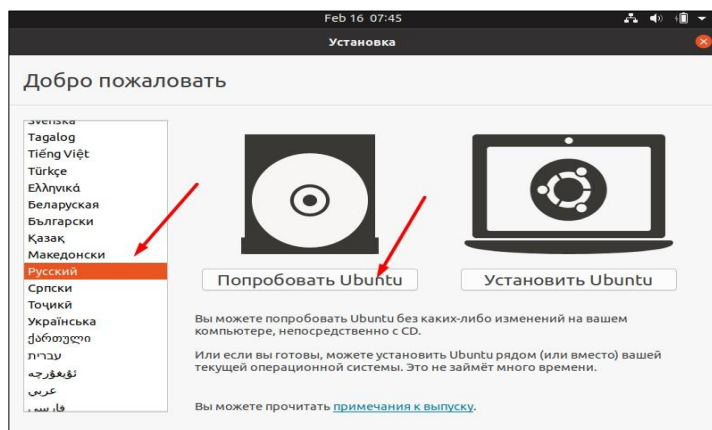 Feb 16 07:45
Установка
Добро пожаловать
Svenska
Tagalog
Tiếng Việt
Türkçe
Ελληνικά
Беларуская
Български
Қазақ
Македонски
Русский
Српски
Тоҷикӣ
Українська
ქართული
עברית
ئۇيغۇرچە
عربي
فارسی
Попробовать Ubuntu
Установить Ubuntu
Вы можете попробовать Ubuntu без каких-либо изменений на вашем
компьютере, непосредственно с CD.
Или если вы готовы, можете установить Ubuntu рядом (или вместо) вашей
текущей операционной системы. Это не займёт много времени.
Вы можете прочитать примечания к выпуску.